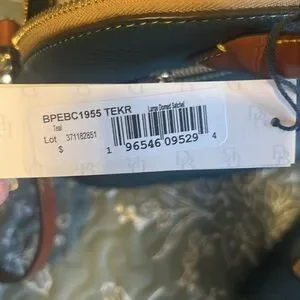 BPEBC1955 TEKR
Teal
Large Domed Satchel
Lot 371182851
$
1 96546 09529 4